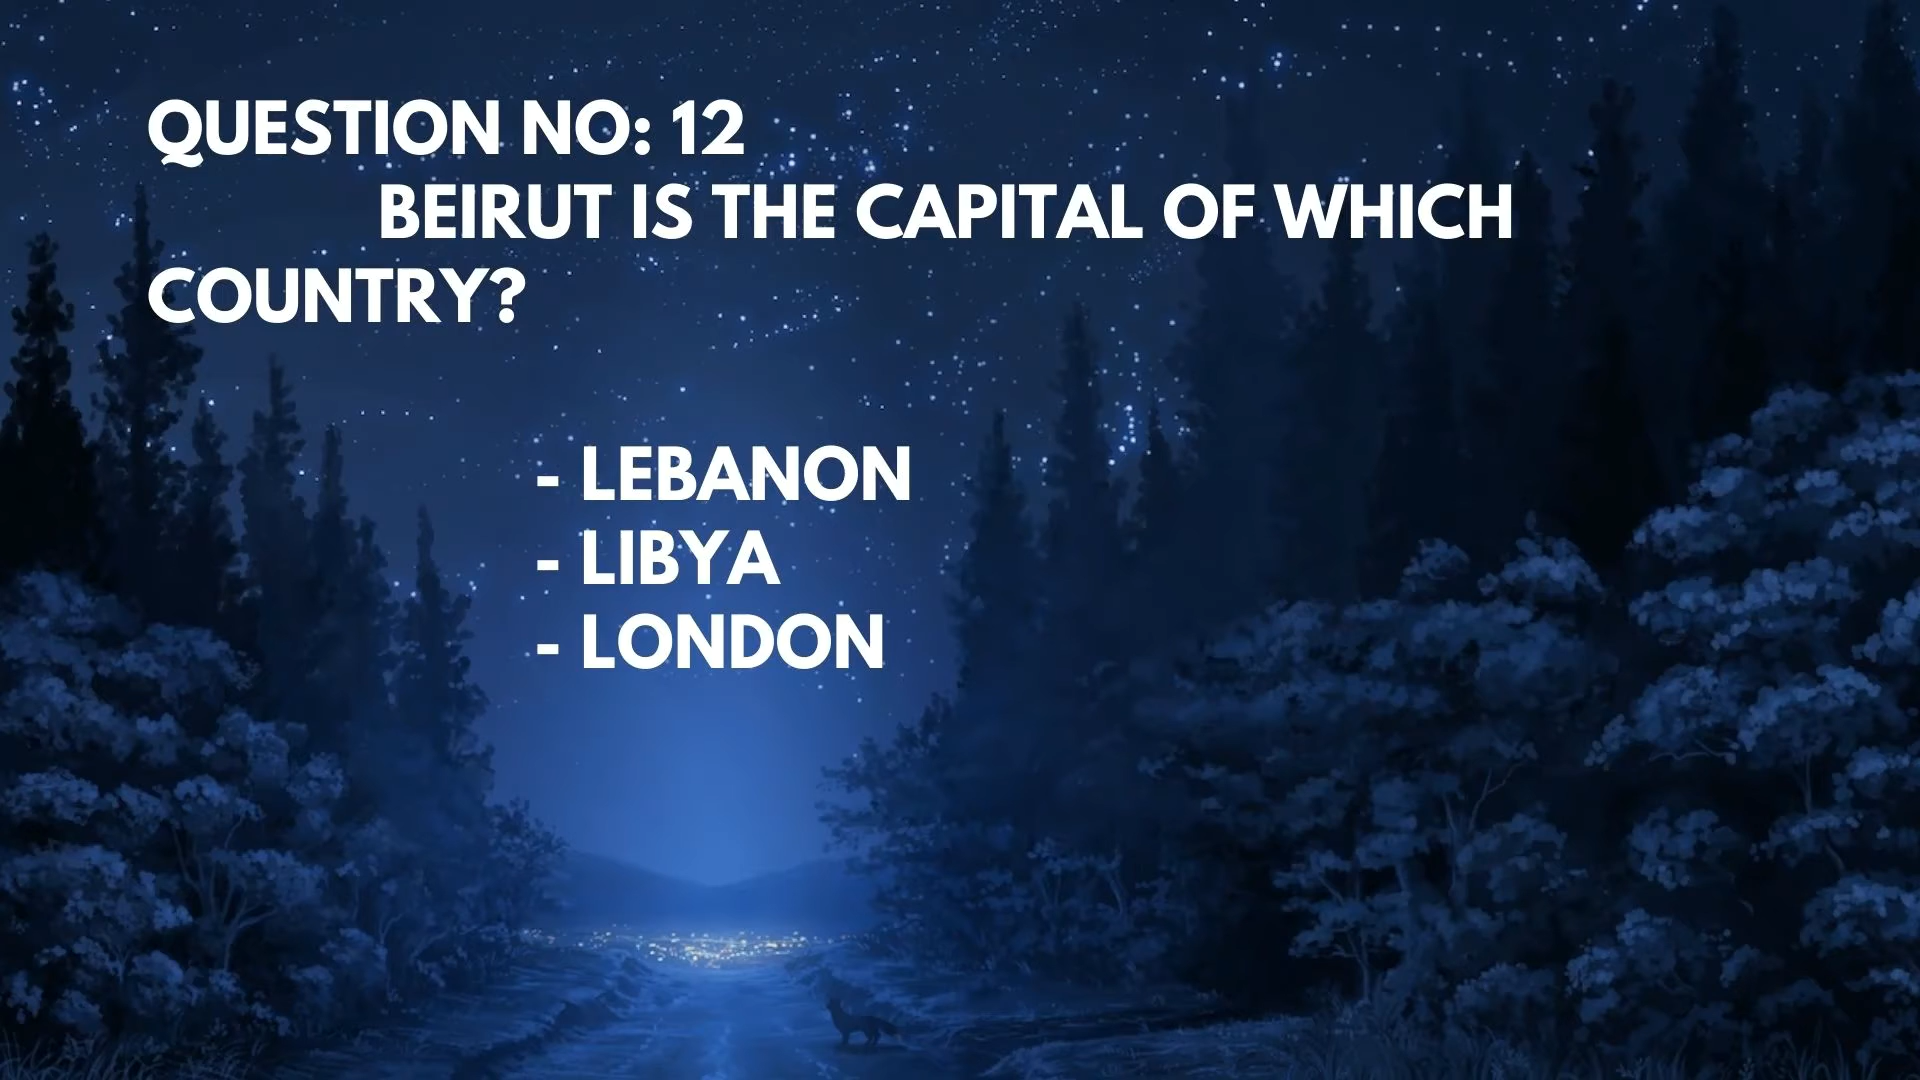 QUESTION NO: 12
BEIRUT IS THE CAPITAL OF WHICH
COUNTRY?
- LEBANON
- LIBYA
- LONDON